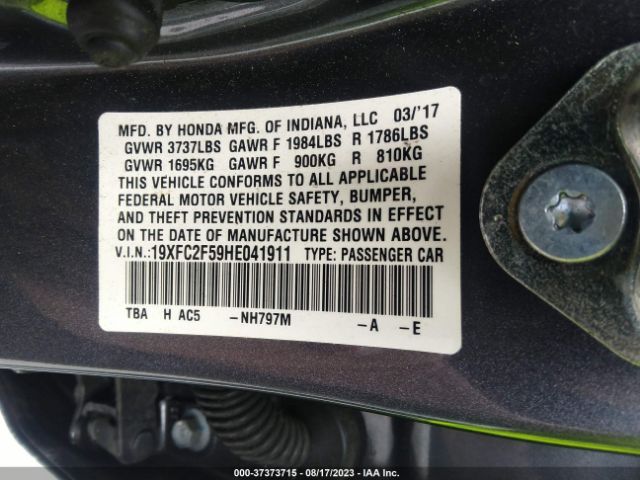 MFD. BY HONDA MFG. OF INDIANA, LLC 03/'17
GVWR 3737LBS GAWR F 1984LBS R 1786LBS
GVWR 1695KG GAWR F 900KG R 810KG
THIS VEHICLE CONFORMS TO ALL APPLICABLE
FEDERAL MOTOR VEHICLE SAFETY, BUMPER,
AND THEFT PREVENTION STANDARDS IN EFFECT
ON THE DATE OF MANUFACTURE SHOWN ABOVE.
V.I.N.:19XFC2F59HE041911 TYPE: PASSENGER CAR
TBA H AC5 -NH797M -A -E
000-37373715 - 08/17/2023 - IAA Inc.